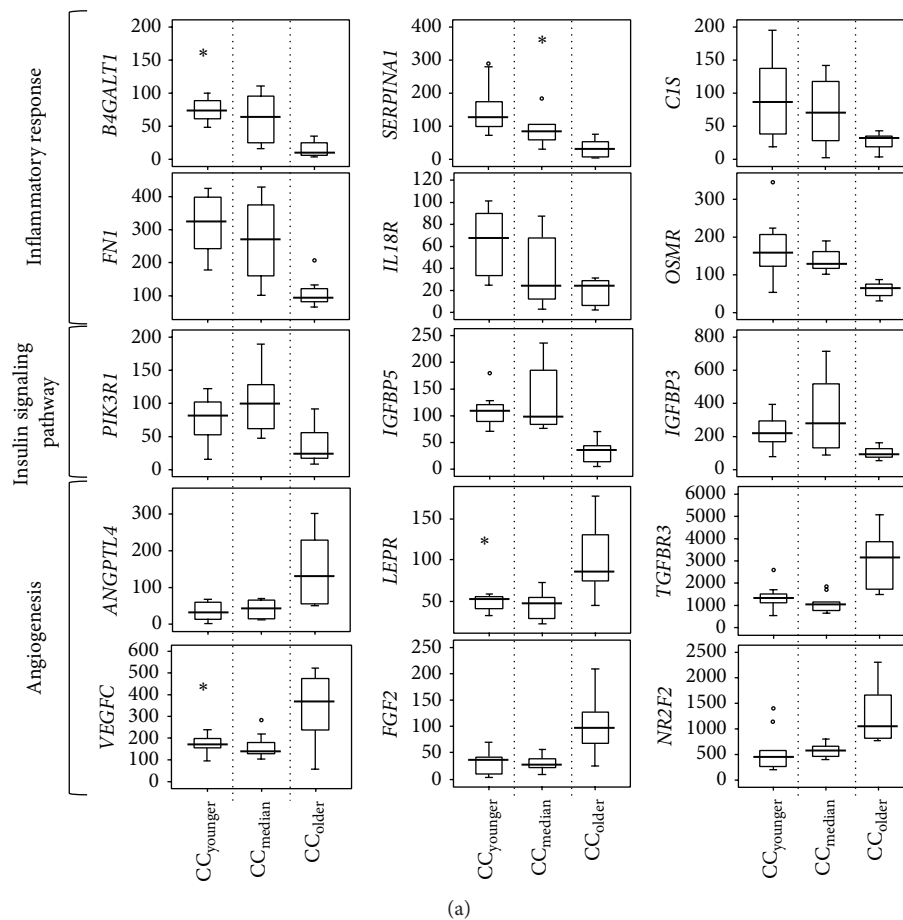 Inflammatory response
B4GALT1
200
150
100
50
0
*
SERPINA1
400
300
200
100
0
*
C1S
200
150
100
50
0
FN1
400
300
200
100
IL18R
120
100
80
60
40
20
0
OSMR
300
200
100
0
Insulin signaling
pathway
PIK3R1
200
150
100
50
0
IGFBP5
250
200
150
100
50
0
IGFBP3
800
600
400
200
0
Angiogenesis
ANGPTL4
300
200
100
0
LEPR
150
100
50
*
TGFBR3
6000
5000
4000
3000
2000
1000
0
VEGFC
600
500
400
300
200
100
0
*
FGF2
250
200
150
100
50
0
NR2F2
2500
2000
1500
1000
500
0
CCyounger
CCmedian
CColder
CCyounger
CCmedian
CColder
CCyounger
CCmedian
CColder
(a)